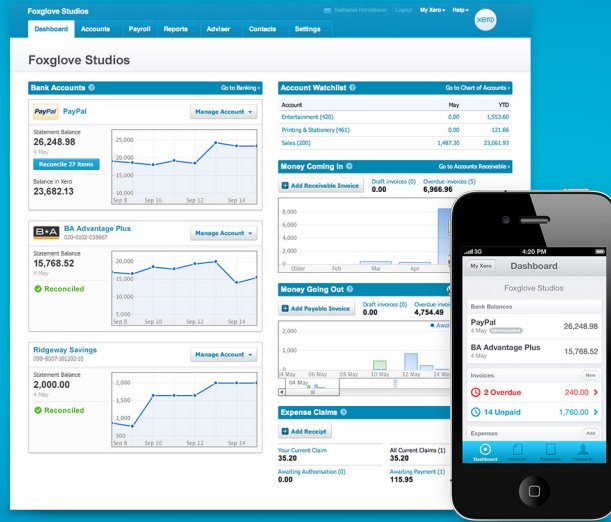 Foxglove Studios
Nathanial Hornblower Logout My Xero Help
xero
Dashboard Accounts Payroll Reports Adviser Contacts Settings
Foxglove Studios
Bank Accounts
Go to Banking ›
PayPal PayPal
Manage Account
Statement Balance
26,248.98
4 May
Reconcile 27 items
Balance in Xero
23,682.13
25,000
20,000
15,000
10,000
Sep 8 Sep 10 Sep 12 Sep 14
B•A BA Advantage Plus
020-0102-038667
Manage Account
Statement Balance
15,768.52
4 May
Reconciled
20,000
15,000
10,000
5,000
Sep 8 Sep 10 Sep 12 Sep 14
Ridgeway Savings
099-8007-101202-10
Manage Account
Statement Balance
2,000.00
4 May
Reconciled
2,000
1,500
1,000
500
Sep 8 Sep 10 Sep 12 Sep 14
Account Watchlist
Go to Chart of Accounts ›
Account May YTD
Entertainment (420) 0.00 1,553.60
Printing & Stationery (461) 0.00 121.66
Sales (200) 1,487.30 23,061.93
Money Coming In
Go to Accounts Receivable ›
Add Receivable Invoice
Draft invoices (0) Overdue invoices (5)
0.00 6,966.96
8,000
6,000
4,000
2,000
0
Older Feb Mar Apr
Money Going Out
Add Payable Invoice
Draft invoices (0)
0.00 4,754.49
2,000
1,000
0
04 May 06 May 08 May 10 May 12 May 14 May
04 May
Expense Claims
Add Receipt
Your Current Claim All Current Claims (1)
35.20 35.20
Awaiting Authorisation (0) Awaiting Payment (1)
0.00 115.95
3G 4:20 PM
My Xero Dashboard
Foxglove Studios
Bank Balances
PayPal
4 May
26,248.98
BA Advantage Plus
4 May
15,768.52
Invoices New
2 Overdue 240.00
14 Unpaid 1,760.00
Expenses Add
Dashboard Invoices Expenses Contacts